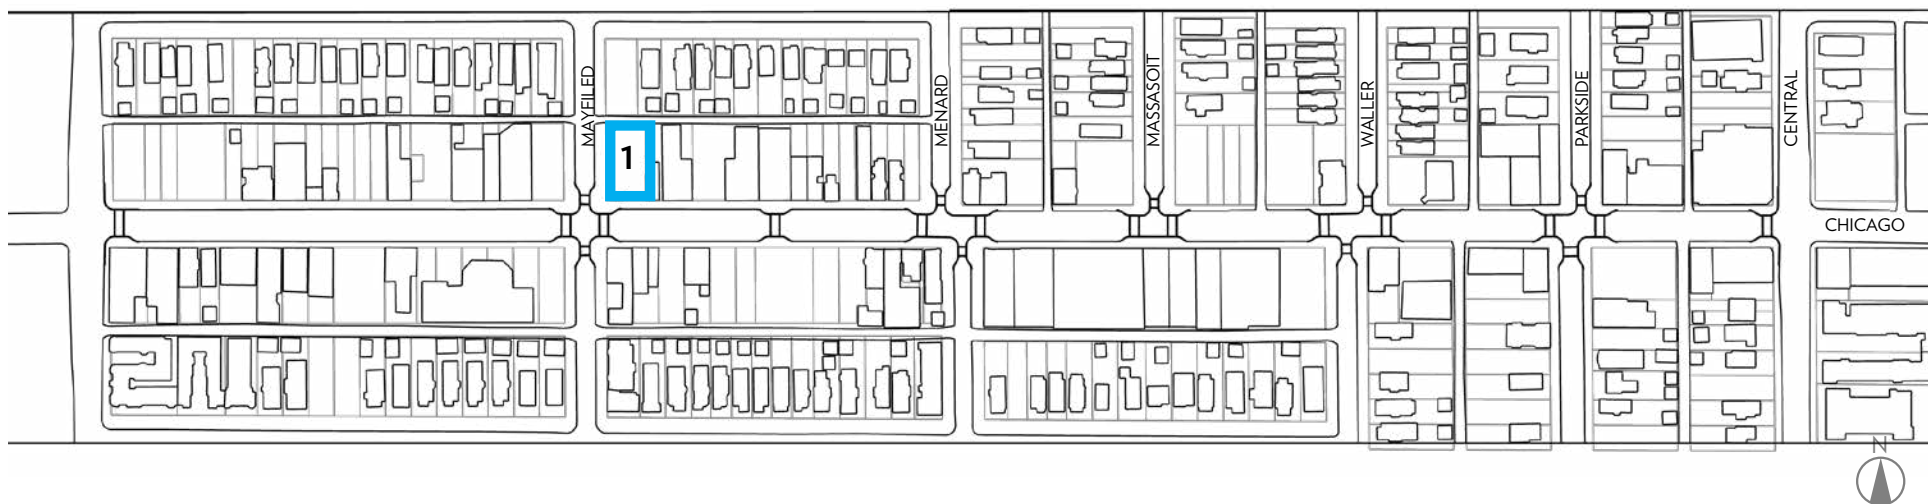 MAYFILED
MENARD
MASSASOIT
WALLER
PARKSIDE
CENTRAL
1
CHICAGO
N